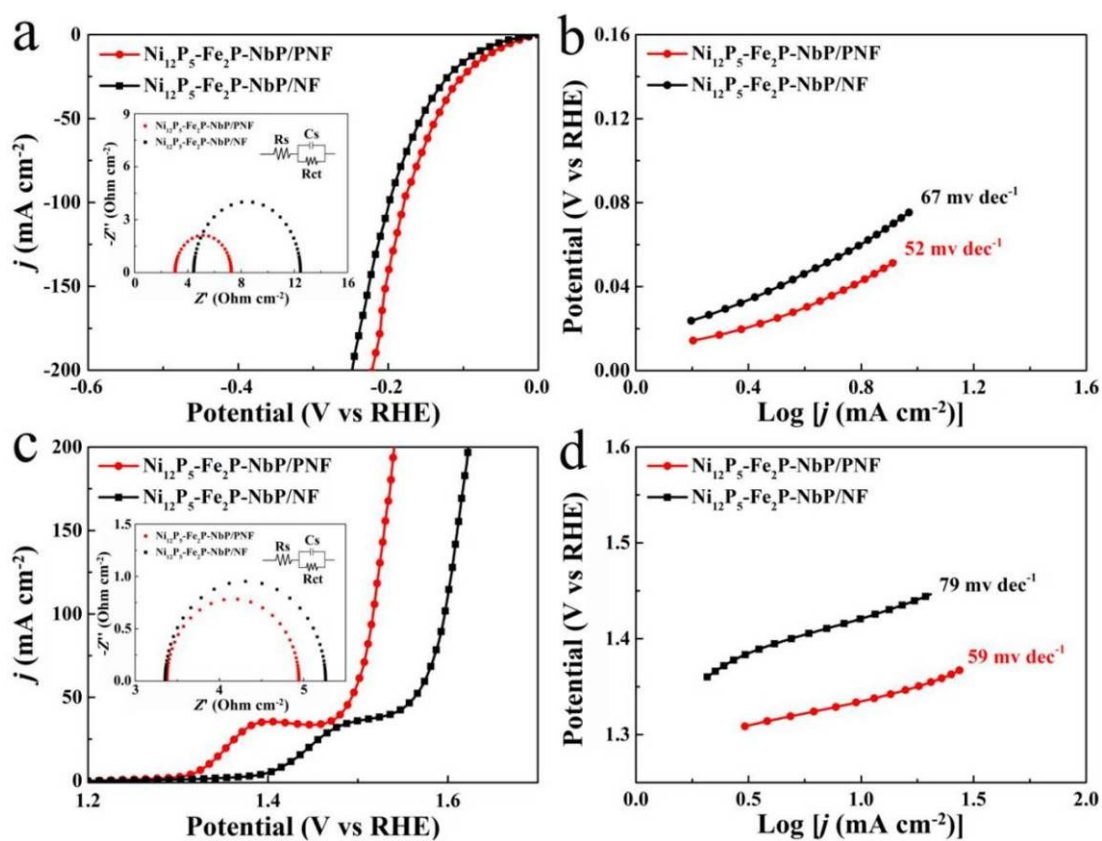 a
Ni₁₂P₅-Fe₂P-NbP/PNF
Ni₁₂P₅-Fe₂P-NbP/NF
j (mA cm⁻²)
0
-50
-100
-150
-200
-0.6
-0.4
-0.2
0.0
Potential (V vs RHE)
Ni₁₂P₅-Fe₂P-NbP/PNF
Ni₁₂P₅-Fe₂P-NbP/NF
Rs
Cs
Rct
-Z'' (Ohm cm⁻²)
9
6
3
0
0
4
8
12
16
Z' (Ohm cm⁻²)
b
Ni₁₂P₅-Fe₂P-NbP/PNF
Ni₁₂P₅-Fe₂P-NbP/NF
Potential (V vs RHE)
0.16
0.12
0.08
0.04
0.00
67 mv dec⁻¹
52 mv dec⁻¹
0.0
0.4
0.8
1.2
1.6
Log [j (mA cm⁻²)]
c
Ni₁₂P₅-Fe₂P-NbP/PNF
Ni₁₂P₅-Fe₂P-NbP/NF
j (mA cm⁻²)
200
150
100
50
0
1.2
1.4
1.6
Potential (V vs RHE)
Ni₁₂P₅-Fe₂P-NbP/PNF
Ni₁₂P₅-Fe₂P-NbP/NF
Rs
Cs
Rct
-Z'' (Ohm cm⁻²)
1.5
1.0
0.5
0.0
3
4
5
Z' (Ohm cm⁻²)
d
Ni₁₂P₅-Fe₂P-NbP/PNF
Ni₁₂P₅-Fe₂P-NbP/NF
Potential (V vs RHE)
1.6
1.5
1.4
1.3
79 mv dec⁻¹
59 mv dec⁻¹
0.0
0.5
1.0
1.5
2.0
Log [j (mA cm⁻²)]